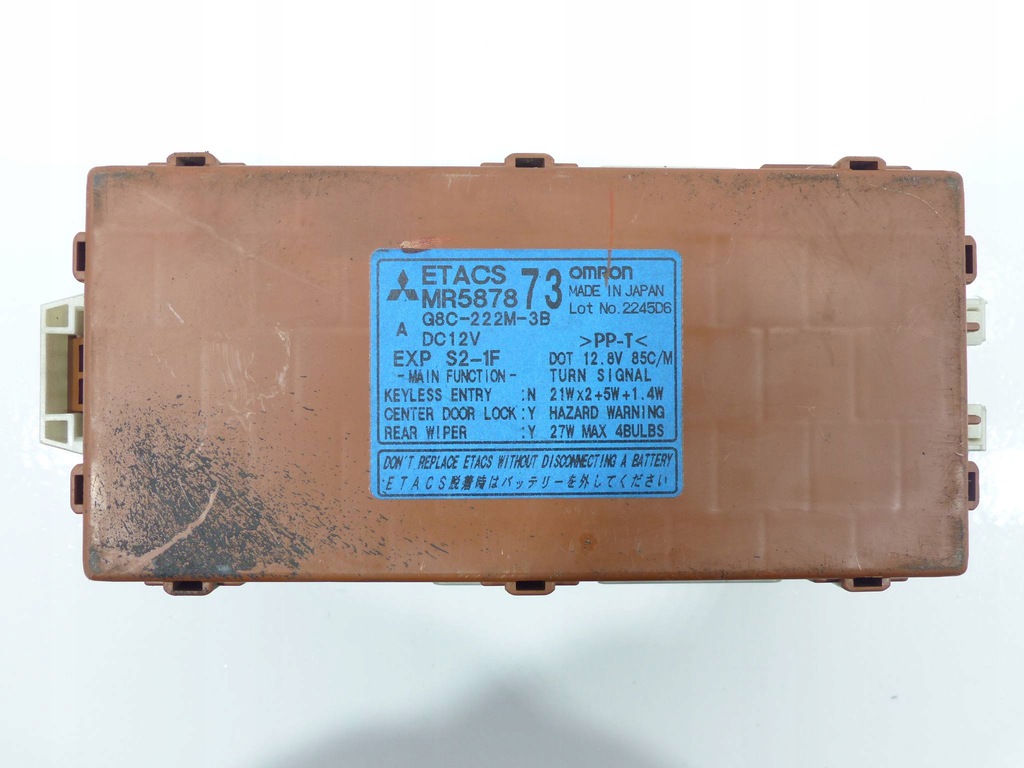 ETACS 73 omron
MR5878 MADE IN JAPAN
G8C-222M-3B Lot No. 2245D6
A DC12V >PP-T<
EXP S2-1F DOT 12.8V 85C/M
-MAIN FUNCTION- TURN SIGNAL
KEYLESS ENTRY :N 21W×2+5W+1.4W
CENTER DOOR LOCK :Y HAZARD WARNING
REAR WIPER :Y 27W MAX 4BULBS
DON'T REPLACE ETACS WITHOUT DISCONNECTING A BATTERY
ETACS脱着時はバッテリーを外してください